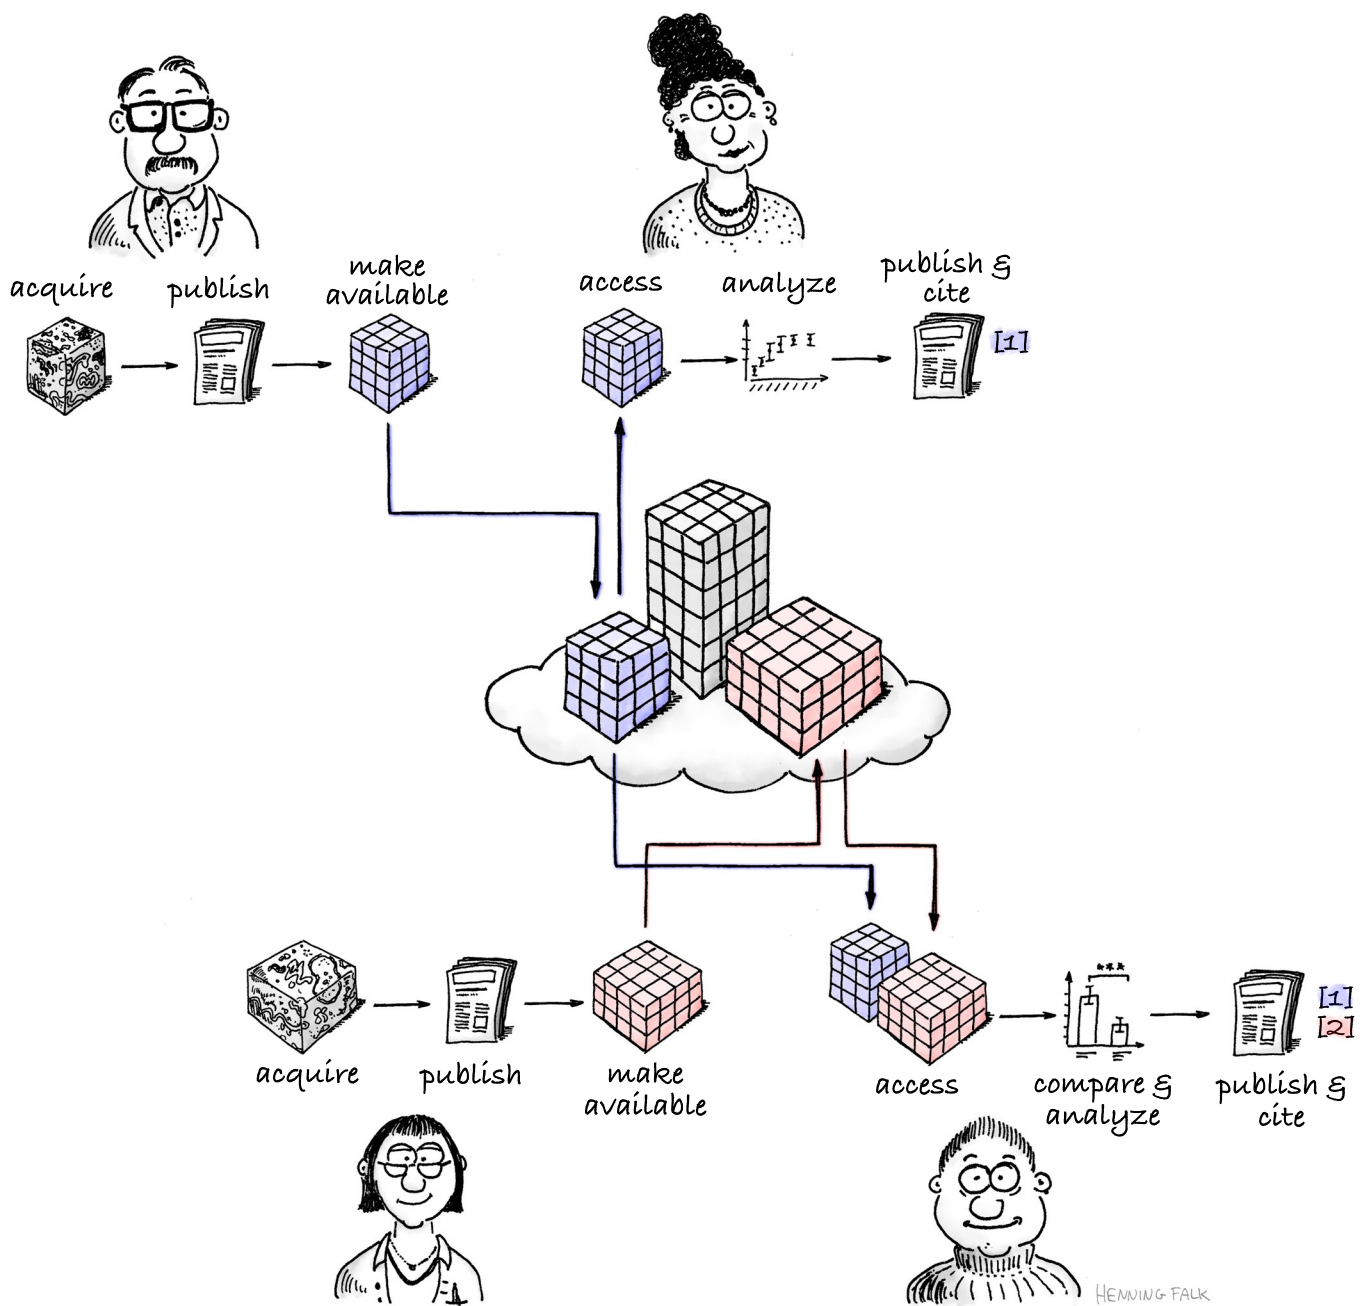 acquire
publish
make
available
access
analyze
publish &
cite
[1]
acquire
publish
make
available
access
compare &
analyze
publish &
cite
***
[1]
[2]
HENNING FALK